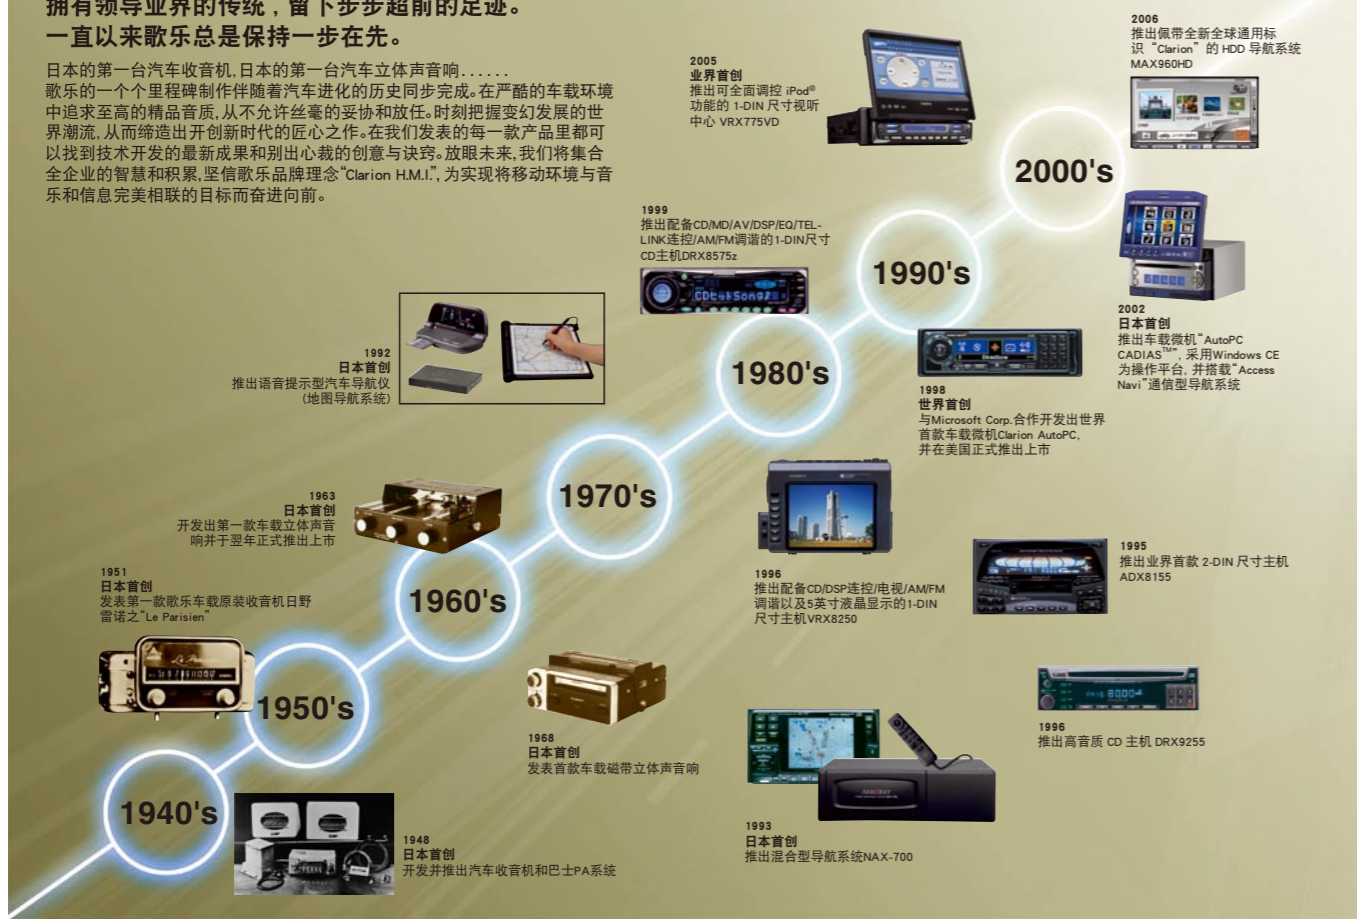 拥有领导业界的传统，留下步步超前的足迹。
一直以来歌乐总是保持一步在先。
日本的第一台汽车收音机,日本的第一台汽车立体声音响......
歌乐的一个个里程碑制作伴随着汽车进化的历史同步完成。在严酷的车载环境
中追求至高的精品音质,从不允许丝毫的妥协和放任。时刻把握变幻发展的世
界潮流,从而缔造出开创新时代的匠心之作。在我们发表的每一款产品里都可
以找到技术开发的最新成果和别出心裁的创意与诀窍。放眼未来,我们将集合
全企业的智慧和积累,坚信歌乐品牌理念“Clarion H.M.I.”,为实现将移动环境与音
乐和信息完美相联的目标而奋进向前。
2006
推出佩带全新全球通用标
识“Clarion”的 HDD 导航系统
MAX960HD
2005
业界首创
推出可全面调控 iPod®
功能的 1-DIN 尺寸视听
中心 VRX775VD
2000's
1999
推出配备CD/MD/AV/DSP/EQ/TEL-
LINK连控/AM/FM调谐的1-DIN尺寸
CD主机DRX8575z
1990's
2002
日本首创
推出车载微机“AutoPC
CADIAS™”, 采用Windows CE
为操作平台, 并搭载“Access
Navi”通信型导航系统
1992
日本首创
推出语音提示型汽车导航仪
(地图导航系统)
1980's
1998
世界首创
与Microsoft Corp.合作开发出世界
首款车载微机Clarion AutoPC,
并在美国正式推出上市
1970's
1963
日本首创
开发出第一款车载立体声音
响并于翌年正式推出上市
1996
推出配备CD/DSP连控/电视/AM/FM
调谐以及5英寸液晶显示的1-DIN
尺寸主机VRX8250
1995
推出业界首款 2-DIN 尺寸主机
ADX8155
1951
日本首创
发表第一款歌乐车载原装收音机日野
雷诺之“Le Parisien”
1960's
1950's
1968
日本首创
发表首款车载磁带立体声音响
1996
推出高音质 CD 主机 DRX9255
1993
日本首创
推出混合型导航系统NAX-700
1940's
1948
日本首创
开发并推出汽车收音机和巴士PA系统